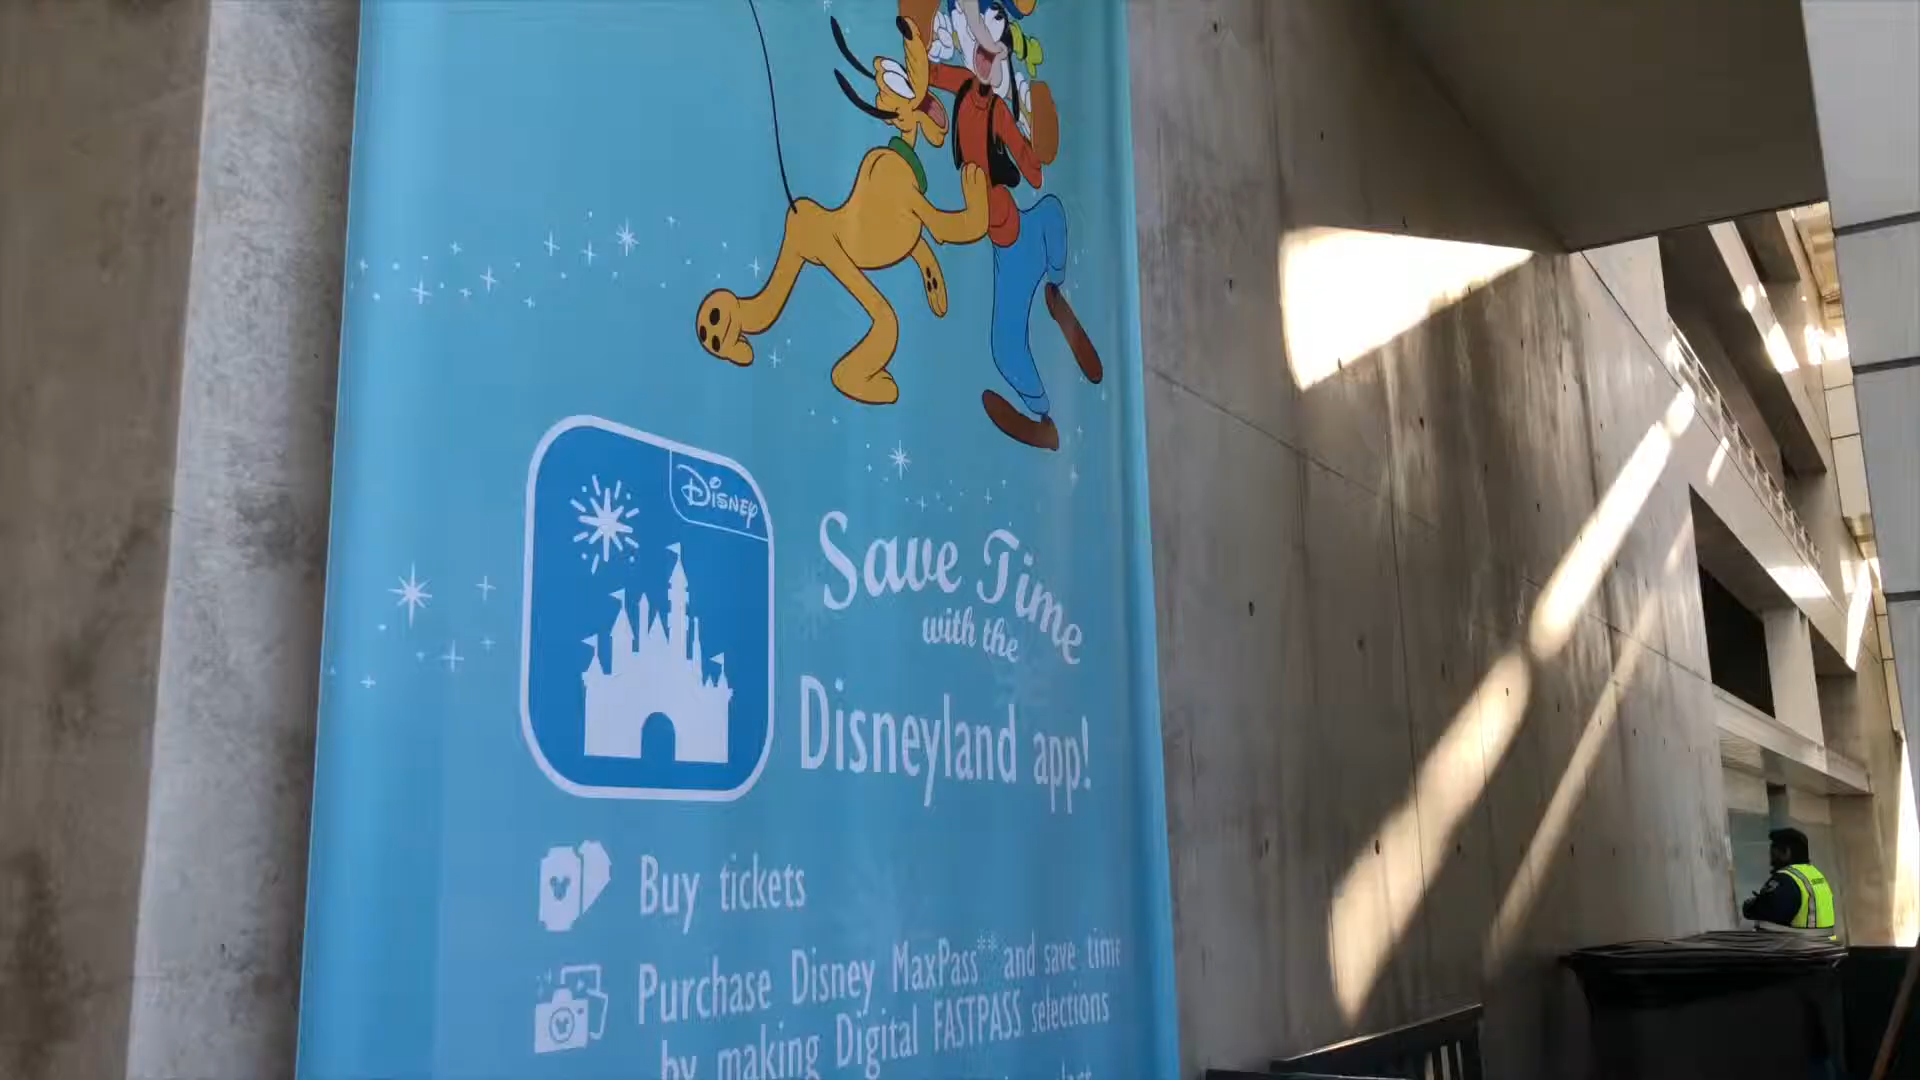 Disney
Save Time
with the
Disneyland app!
Buy tickets
Purchase Disney MaxPass** and save time
by making Digital FASTPASS selections